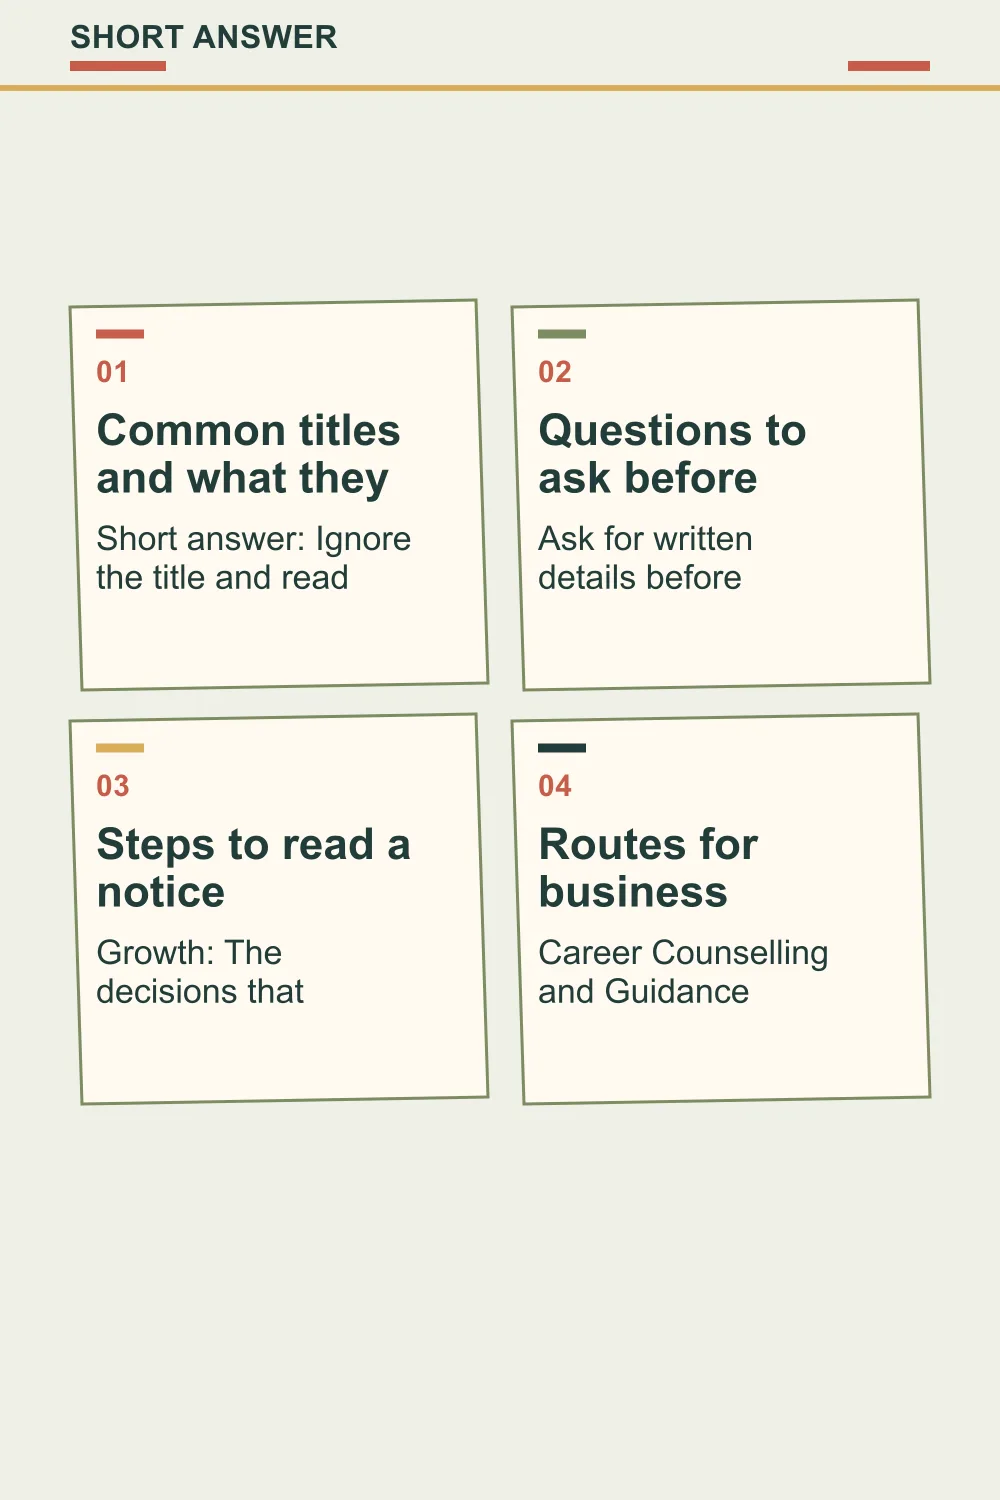 SHORT ANSWER
01
Common titles
and what they
Short answer: Ignore
the title and read
02
Questions to
ask before
Ask for written
details before
03
Steps to read a
notice
Growth: The
decisions that
04
Routes for
business
Career Counselling
and Guidance